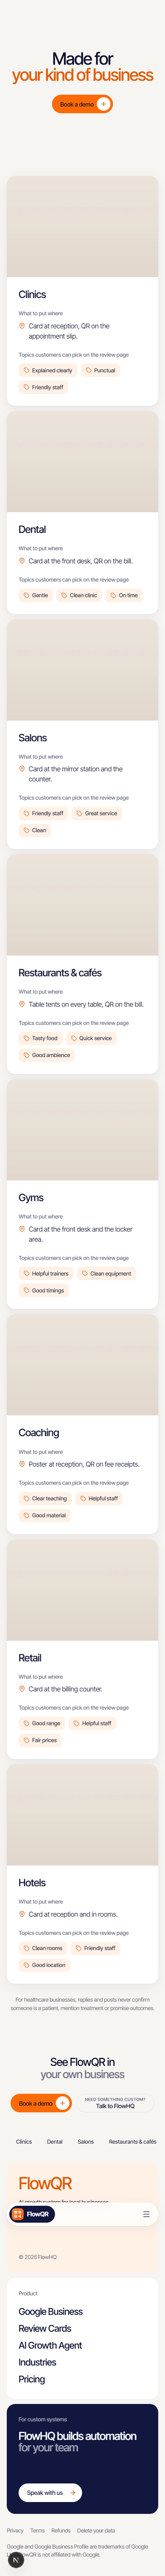 Made for
your kind of business
Book a demo
Clinics
What to put where
Card at reception, QR on the
appointment slip.
Topics customers can pick on the review page
Explained clearly
Punctual
Friendly staff
Dental
What to put where
Card at the front desk, QR on the bill.
Topics customers can pick on the review page
Gentle
Clean clinic
On time
Salons
What to put where
Card at the mirror station and the
counter.
Topics customers can pick on the review page
Friendly staff
Great service
Clean
Restaurants & cafés
What to put where
Table tents on every table, QR on the bill.
Topics customers can pick on the review page
Tasty food
Quick service
Good ambience
Gyms
What to put where
Card at the front desk and the locker
area.
Topics customers can pick on the review page
Helpful trainers
Clean equipment
Good timings
Coaching
What to put where
Poster at reception, QR on fee receipts.
Topics customers can pick on the review page
Clear teaching
Helpful staff
Good material
Retail
What to put where
Card at the billing counter.
Topics customers can pick on the review page
Good range
Helpful staff
Fair prices
Hotels
What to put where
Card at reception and in rooms.
Topics customers can pick on the review page
Clean rooms
Friendly staff
Good location
For healthcare businesses, replies and posts never confirm
someone is a patient, mention treatment or promise outcomes.
See FlowQR in
your own business
Book a demo
NEED SOMETHING CUSTOM?
Talk to FlowHQ
Clinics
Dental
Salons
Restaurants & cafés
FlowQR
AI growth system for local businesses
FlowQR
© 2026 FlowHQ
Product
Google Business
Review Cards
AI Growth Agent
Industries
Pricing
For custom systems
FlowHQ builds automation
for your team
Speak with us
Privacy
Terms
Refunds
Delete your data
Google and Google Business Profile are trademarks of Google
FlowQR is not affiliated with Google.
N